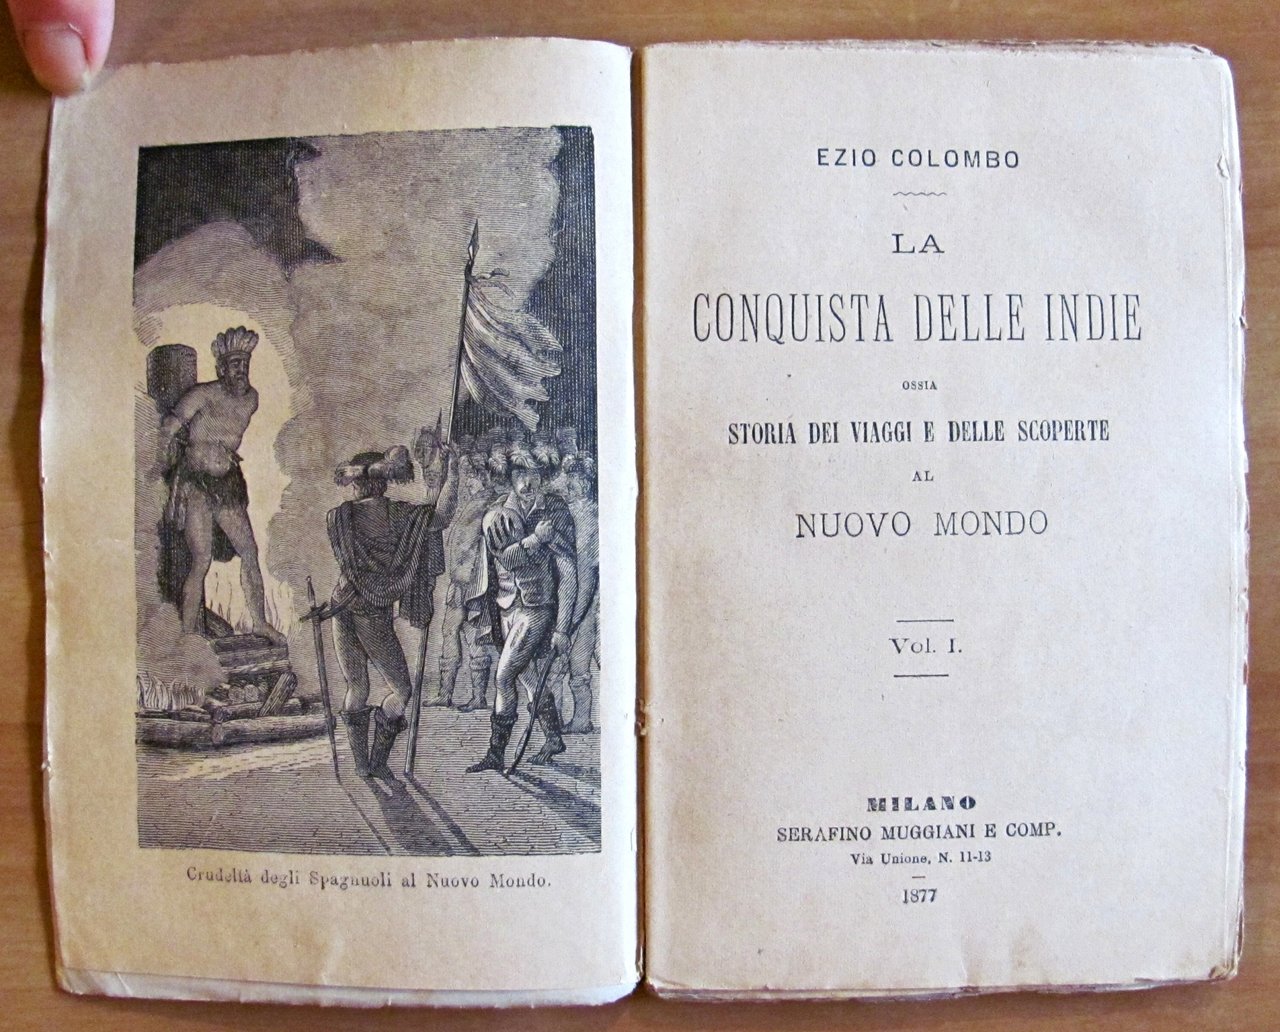 Crudeltà degli Spagnuoli al Nuovo Mondo.
EZIO COLOMBO
LA
CONQUISTA DELLE INDIE
OSSIA
STORIA DEI VIAGGI E DELLE SCOPERTE
AL
NUOVO MONDO
Vol. I.
MILANO
SERAFINO MUGGIANI E COMP.
Via Unione, N. 11-13
1877